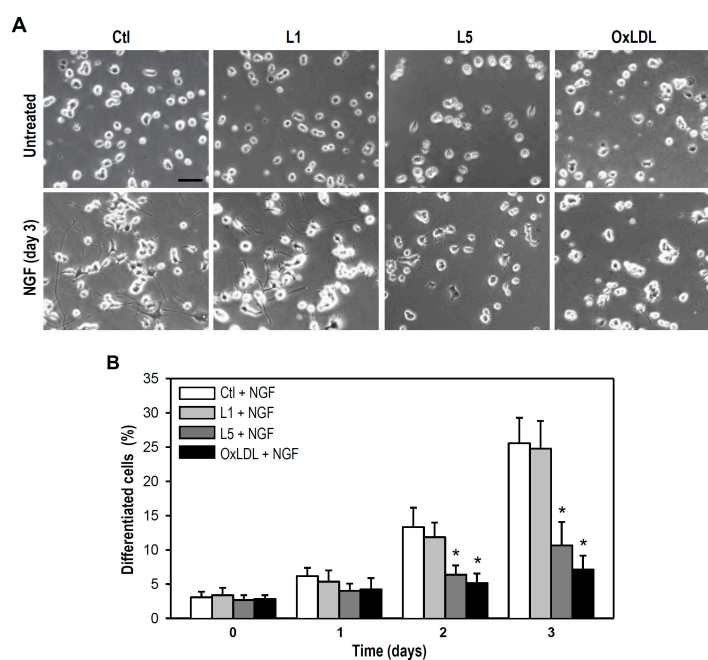 A
Ctl L1 L5 OxLDL
Untreated
NGF (day 3)
B
35
30
25
20
15
10
5
0
Differentiated cells (%)
Ctl + NGF
L1 + NGF
L5 + NGF
OxLDL + NGF
* *
* *
0 1 2 3
Time (days)